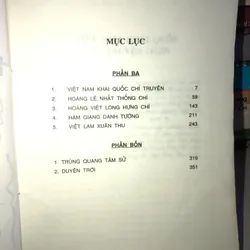 MỤC LỤC
PHẦN BA
1. VIỆT NAM KHAI QUỐC CHÍ TRUYỆN 7
2. HOÀNG LÊ NHẤT THỐNG CHÍ 59
3. HOÀNG VIỆT LONG HƯNG CHÍ 143
4. HÁM GIANG DANH TƯỚNG 211
5. VIỆT LAM XUÂN THU 243
PHẦN BỐN
1. TRÙNG QUANG TÂM SỬ 319
2. DUYÊN TRỜI 351